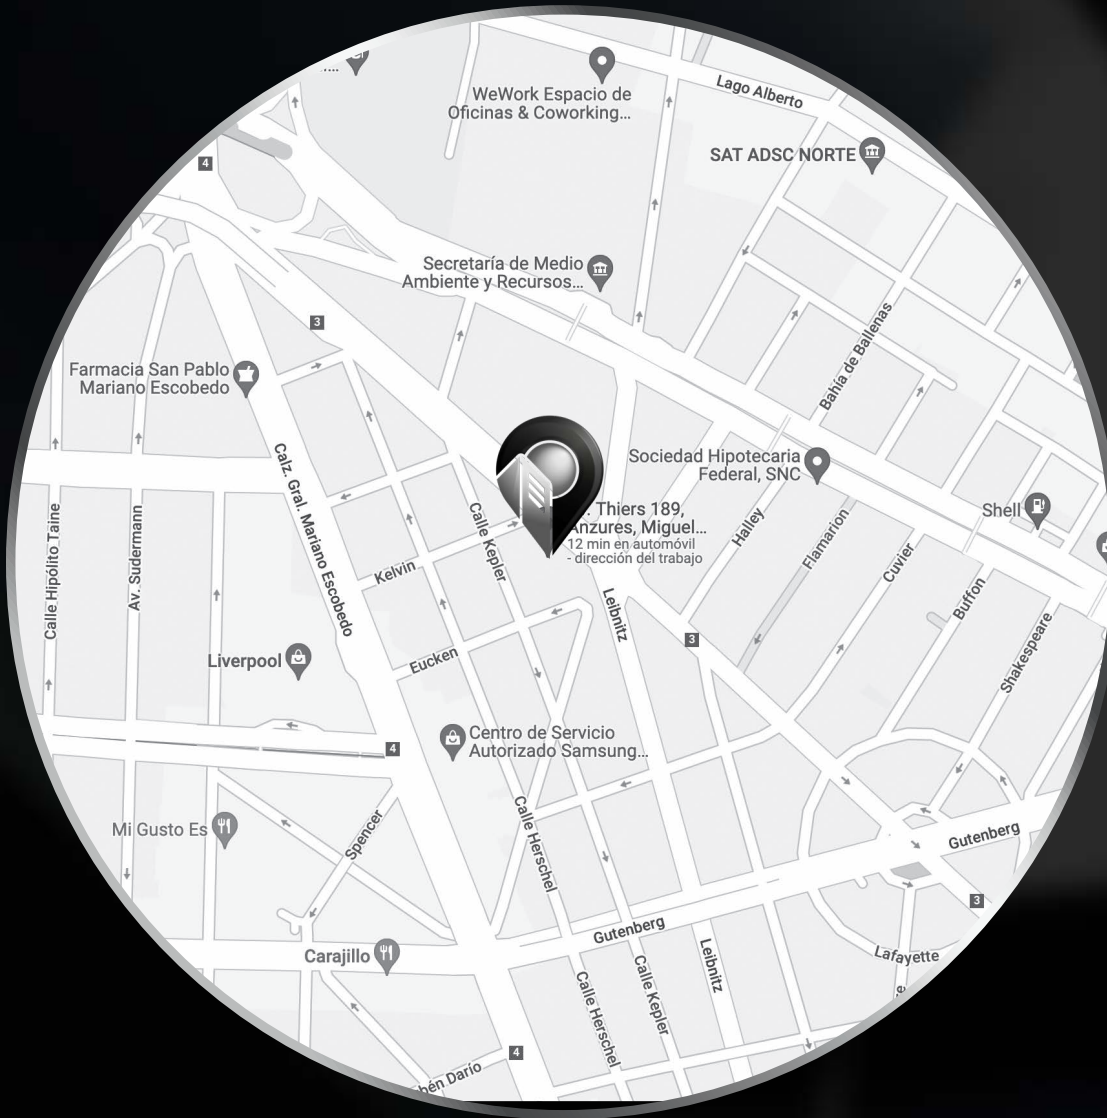 WeWork Espacio de
Oficinas & Coworking...
Lago Alberto
SAT ADSC NORTE
4
Secretaría de Medio
Ambiente y Recursos...
3
Bahía de Ballenas
Farmacia San Pablo
Mariano Escobedo
Sociedad Hipotecaria
Federal, SNC
Calz. Gral. Mariano Escobedo
Calle Kepler
Thiers 189,
Anzures, Miguel...
12 min en automóvil
- dirección del trabajo
Shell
Halley
Flamarion
Cuvier
Buffon
Shakespeare
Calle Hipólito Taine
Av. Sudermann
Kelvin
Leibnitz
3
Liverpool
Eucken
Centro de Servicio
Autorizado Samsung...
4
Mi Gusto Es
Spencer
Calle Herschel
Gutenberg
3
Gutenberg
Carajillo
Leibnitz
Lafayette
Calle Kepler
Calle Herschel
4
bén Darío